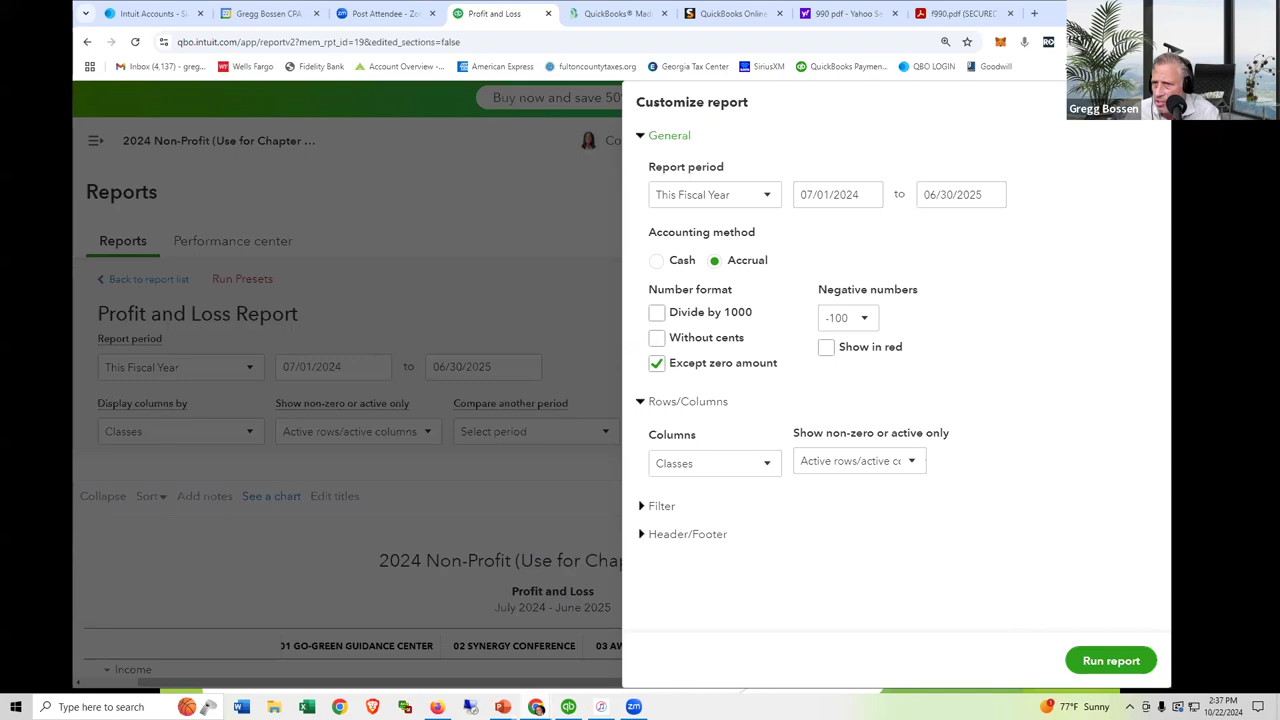 Intuit Accounts - S
Gregg Bossen CPA
Post Attendee - Zo
Profit and Loss
QuickBooks® Mad
QuickBooks Online
990 pdf - Yahoo Se
f990.pdf (SECURED
qbo.intuit.com/app/reportv2?mem_rpt_id=19&edited_sections=false
Inbox (4,137) - greg...
Wells Fargo
Fidelity Bank
Account Overview -...
American Express
fultoncountytaxes.org
Georgia Tax Center
SiriusXM
QuickBooks Paymen...
QBO LOGIN
Goodwill
Gregg Bossen
Buy now and save 50%
2024 Non-Profit (Use for Chapter ...
Co
Reports
Reports
Performance center
Back to report list
Run Presets
Profit and Loss Report
Report period
This Fiscal Year
07/01/2024
to
06/30/2025
Display columns by
Show non-zero or active only
Compare another period
Classes
Active rows/active columns
Select period
Collapse
Sort
Add notes
See a chart
Edit titles
2024 Non-Profit (Use for Chap
Profit and Loss
July 2024 - June 2025
01 GO-GREEN GUIDANCE CENTER
02 SYNERGY CONFERENCE
03 AW
Income
Customize report
General
Report period
This Fiscal Year
07/01/2024
to
06/30/2025
Accounting method
Cash
Accrual
Number format
Negative numbers
Divide by 1000
-100
Without cents
Show in red
Except zero amount
Rows/Columns
Columns
Show non-zero or active only
Classes
Active rows/active cc
Filter
Header/Footer
Run report
Type here to search
77°F Sunny
2:37 PM
10/22/2024